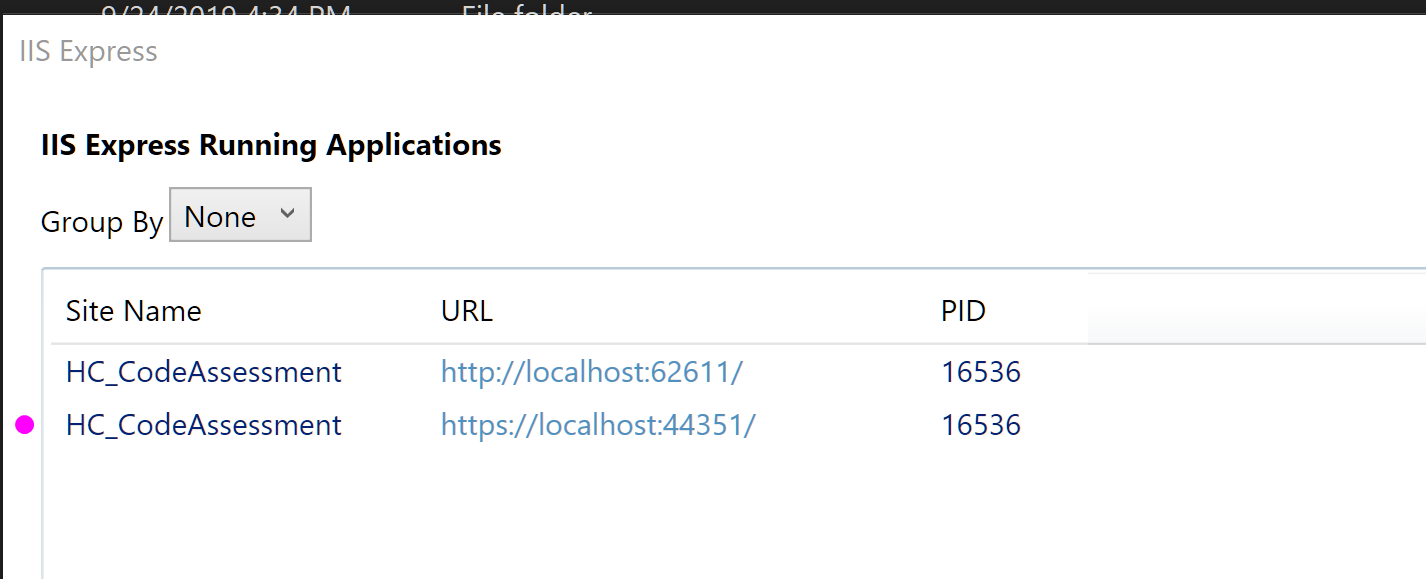 9/24/2019 4:34 PM File folder
IIS Express
IIS Express Running Applications
Group By None
Site Name URL PID
HC_CodeAssessment http://localhost:62611/ 16536
HC_CodeAssessment https://localhost:44351/ 16536